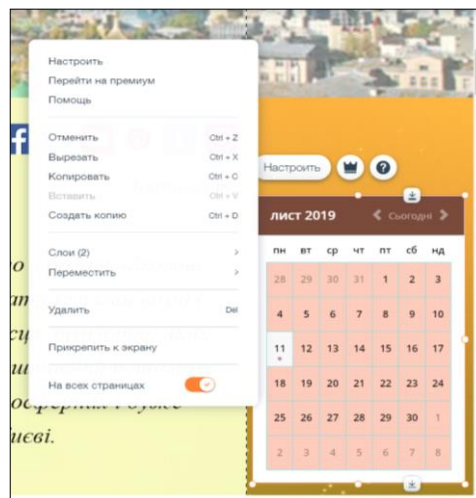 Настроить
Перейти на премиум
Помощь
Отменить Ctrl + Z
Вырезать Ctrl + X
Копировать Ctrl + C
Вставить Ctrl + V
Создать копию Ctrl + D
Слои (2) >
Переместить >
Удалить Del
Прикрепить к экрану
На всех страницах
f
Настроить ?
лист 2019 Сьогодні
пн вт ср чт пт сб нд
28 29 30 31 1 2 3
4 5 6 7 8 9 10
11 12 13 14 15 16 17
18 19 20 21 22 23 24
25 26 27 28 29 30 1
2 3 4 5 6 7 8